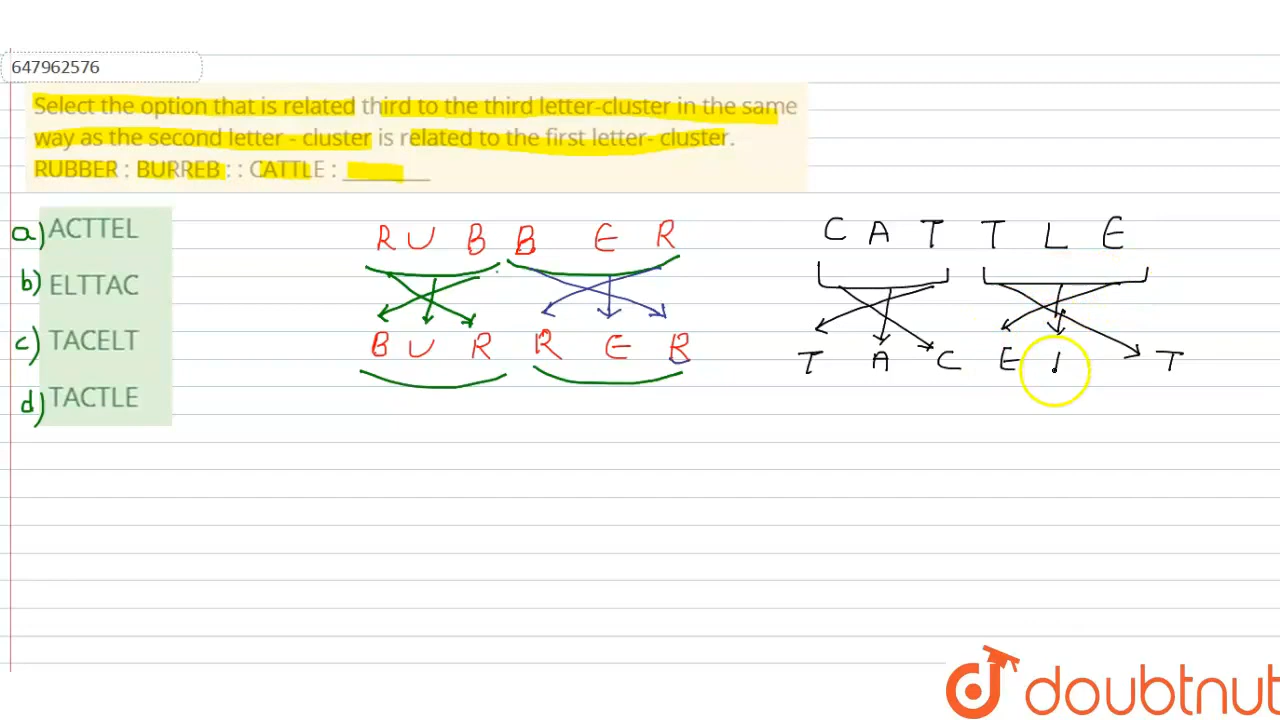 647962576
Select the option that is related third to the third letter-cluster in the same
way as the second letter - cluster is related to the first letter- cluster.
RUBBER : BURREB : : CATTLE : ________
a) ACTTEL
b) ELTTAC
c) TACELT
d) TACTLE
R U B B E R
B U R R E B
C A T T L E
T A C E L T
doubtnut